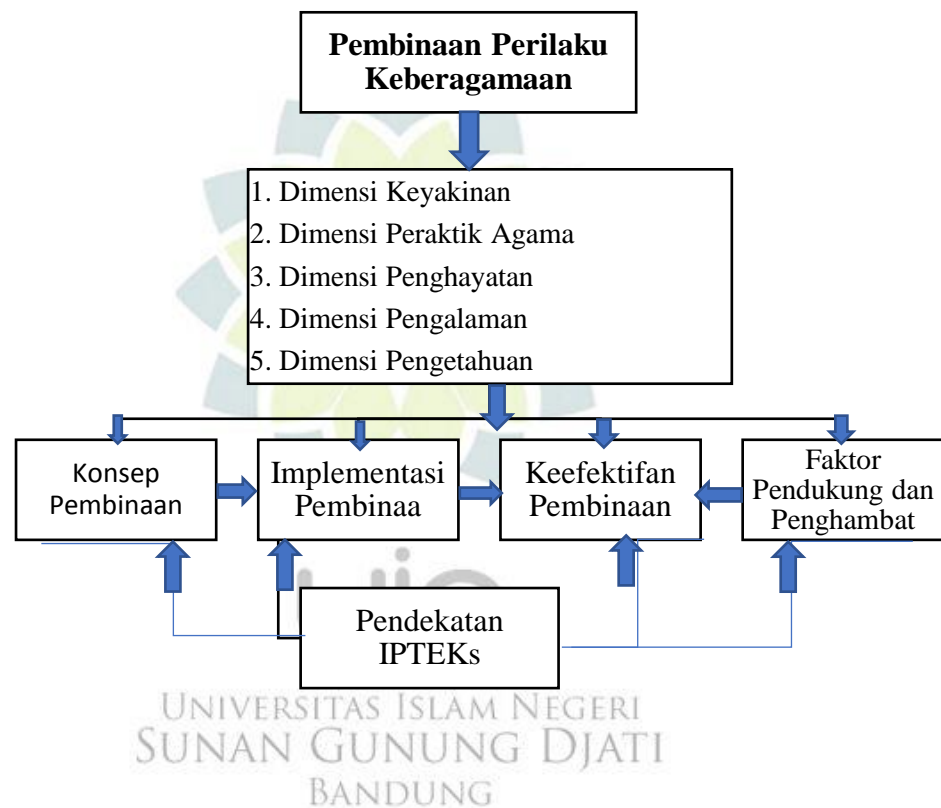 Pembinaan Perilaku
Keberagamaan
1. Dimensi Keyakinan
2. Dimensi Peraktik Agama
3. Dimensi Penghayatan
4. Dimensi Pengalaman
5. Dimensi Pengetahuan
Konsep
Pembinaan
Implementasi
Pembinaa
Keefektifan
Pembinaan
Faktor
Pendukung dan
Penghambat
Pendekatan
IPTEKs
UNIVERSITAS ISLAM NEGERI
SUNAN GUNUNG DJATI
BANDUNG